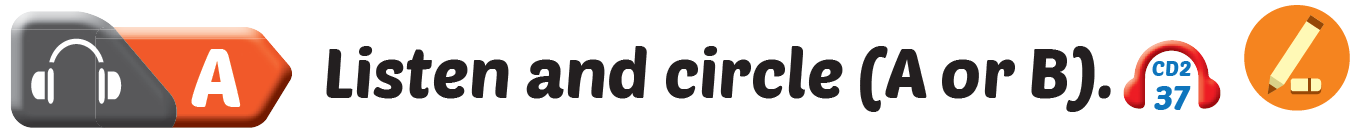 A Listen and circle (A or B). CD2
37